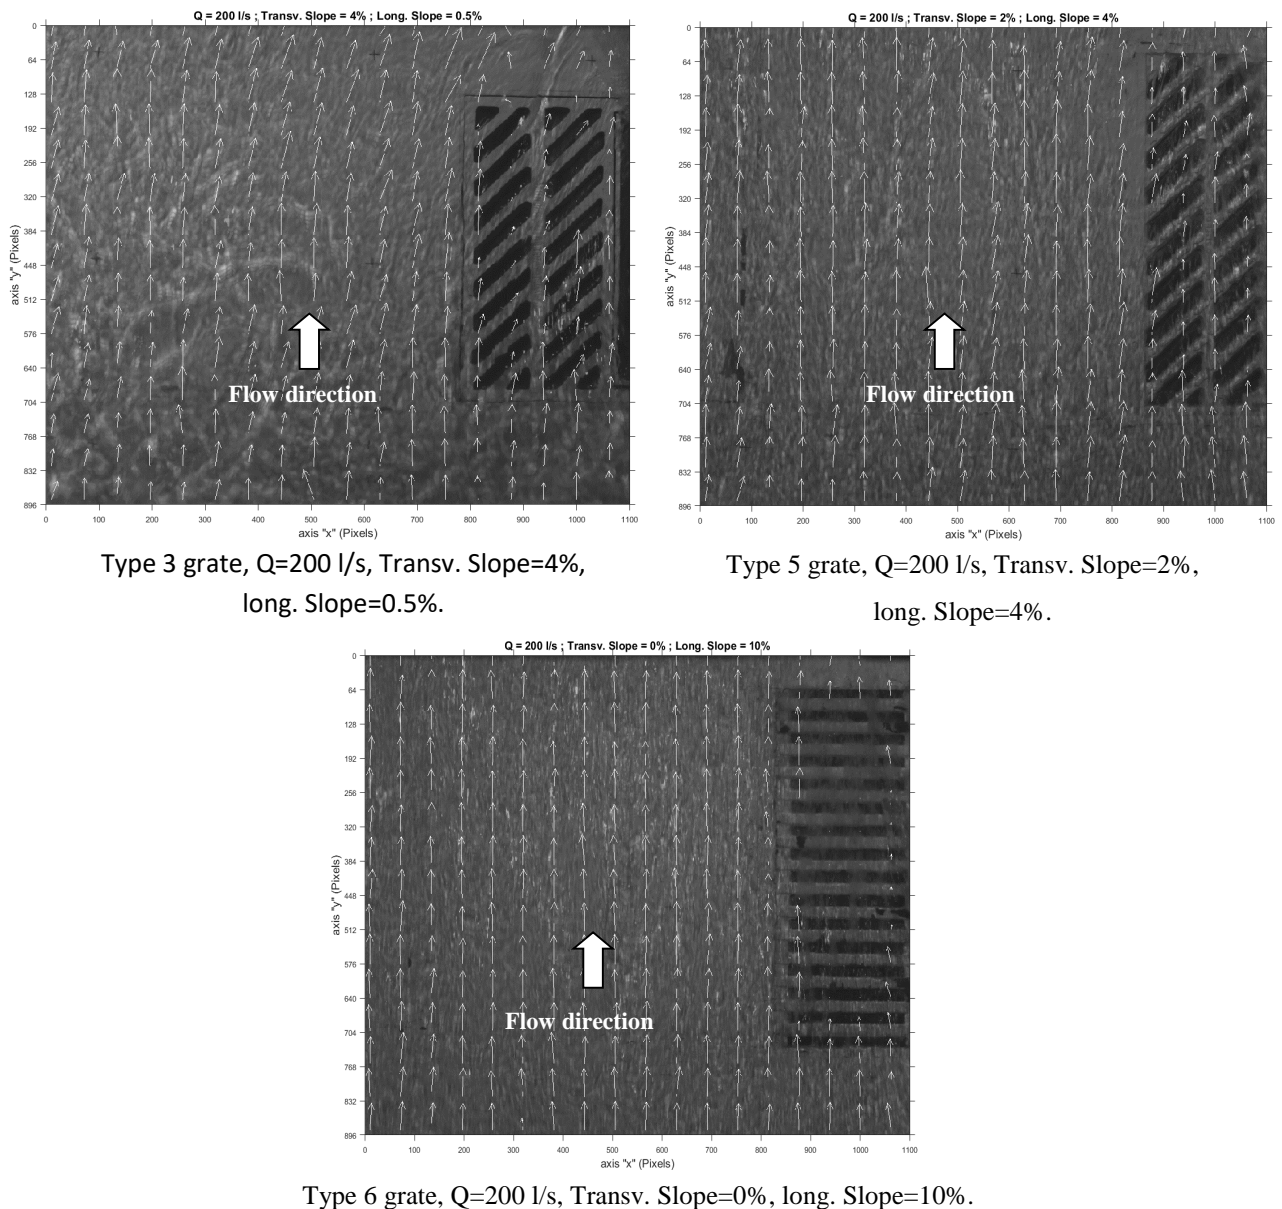 Q = 200 l/s ; Transv. Slope = 4% ; Long. Slope = 0.5%
0
64
128
192
256
320
384
448
512
576
640
704
768
832
896
axis "y" (Pixels)
Flow direction
0 100 200 300 400 500 600 700 800 900 1000 1100
axis "x" (Pixels)
Type 3 grate, Q=200 l/s, Transv. Slope=4%,
long. Slope=0.5%.
Q = 200 l/s ; Transv. Slope = 2% ; Long. Slope = 4%
0
64
128
192
256
320
384
448
512
576
640
704
768
832
896
axis "y" (Pixels)
Flow direction
0 100 200 300 400 500 600 700 800 900 1000 1100
axis "x" (Pixels)
Type 5 grate, Q=200 l/s, Transv. Slope=2%,
long. Slope=4%.
Q = 200 l/s ; Transv. Slope = 0% ; Long. Slope = 10%
0
64
128
192
256
320
384
448
512
576
640
704
768
832
896
axis "y" (Pixels)
Flow direction
0 100 200 300 400 500 600 700 800 900 1000 1100
axis "x" (Pixels)
Type 6 grate, Q=200 l/s, Transv. Slope=0%, long. Slope=10%.